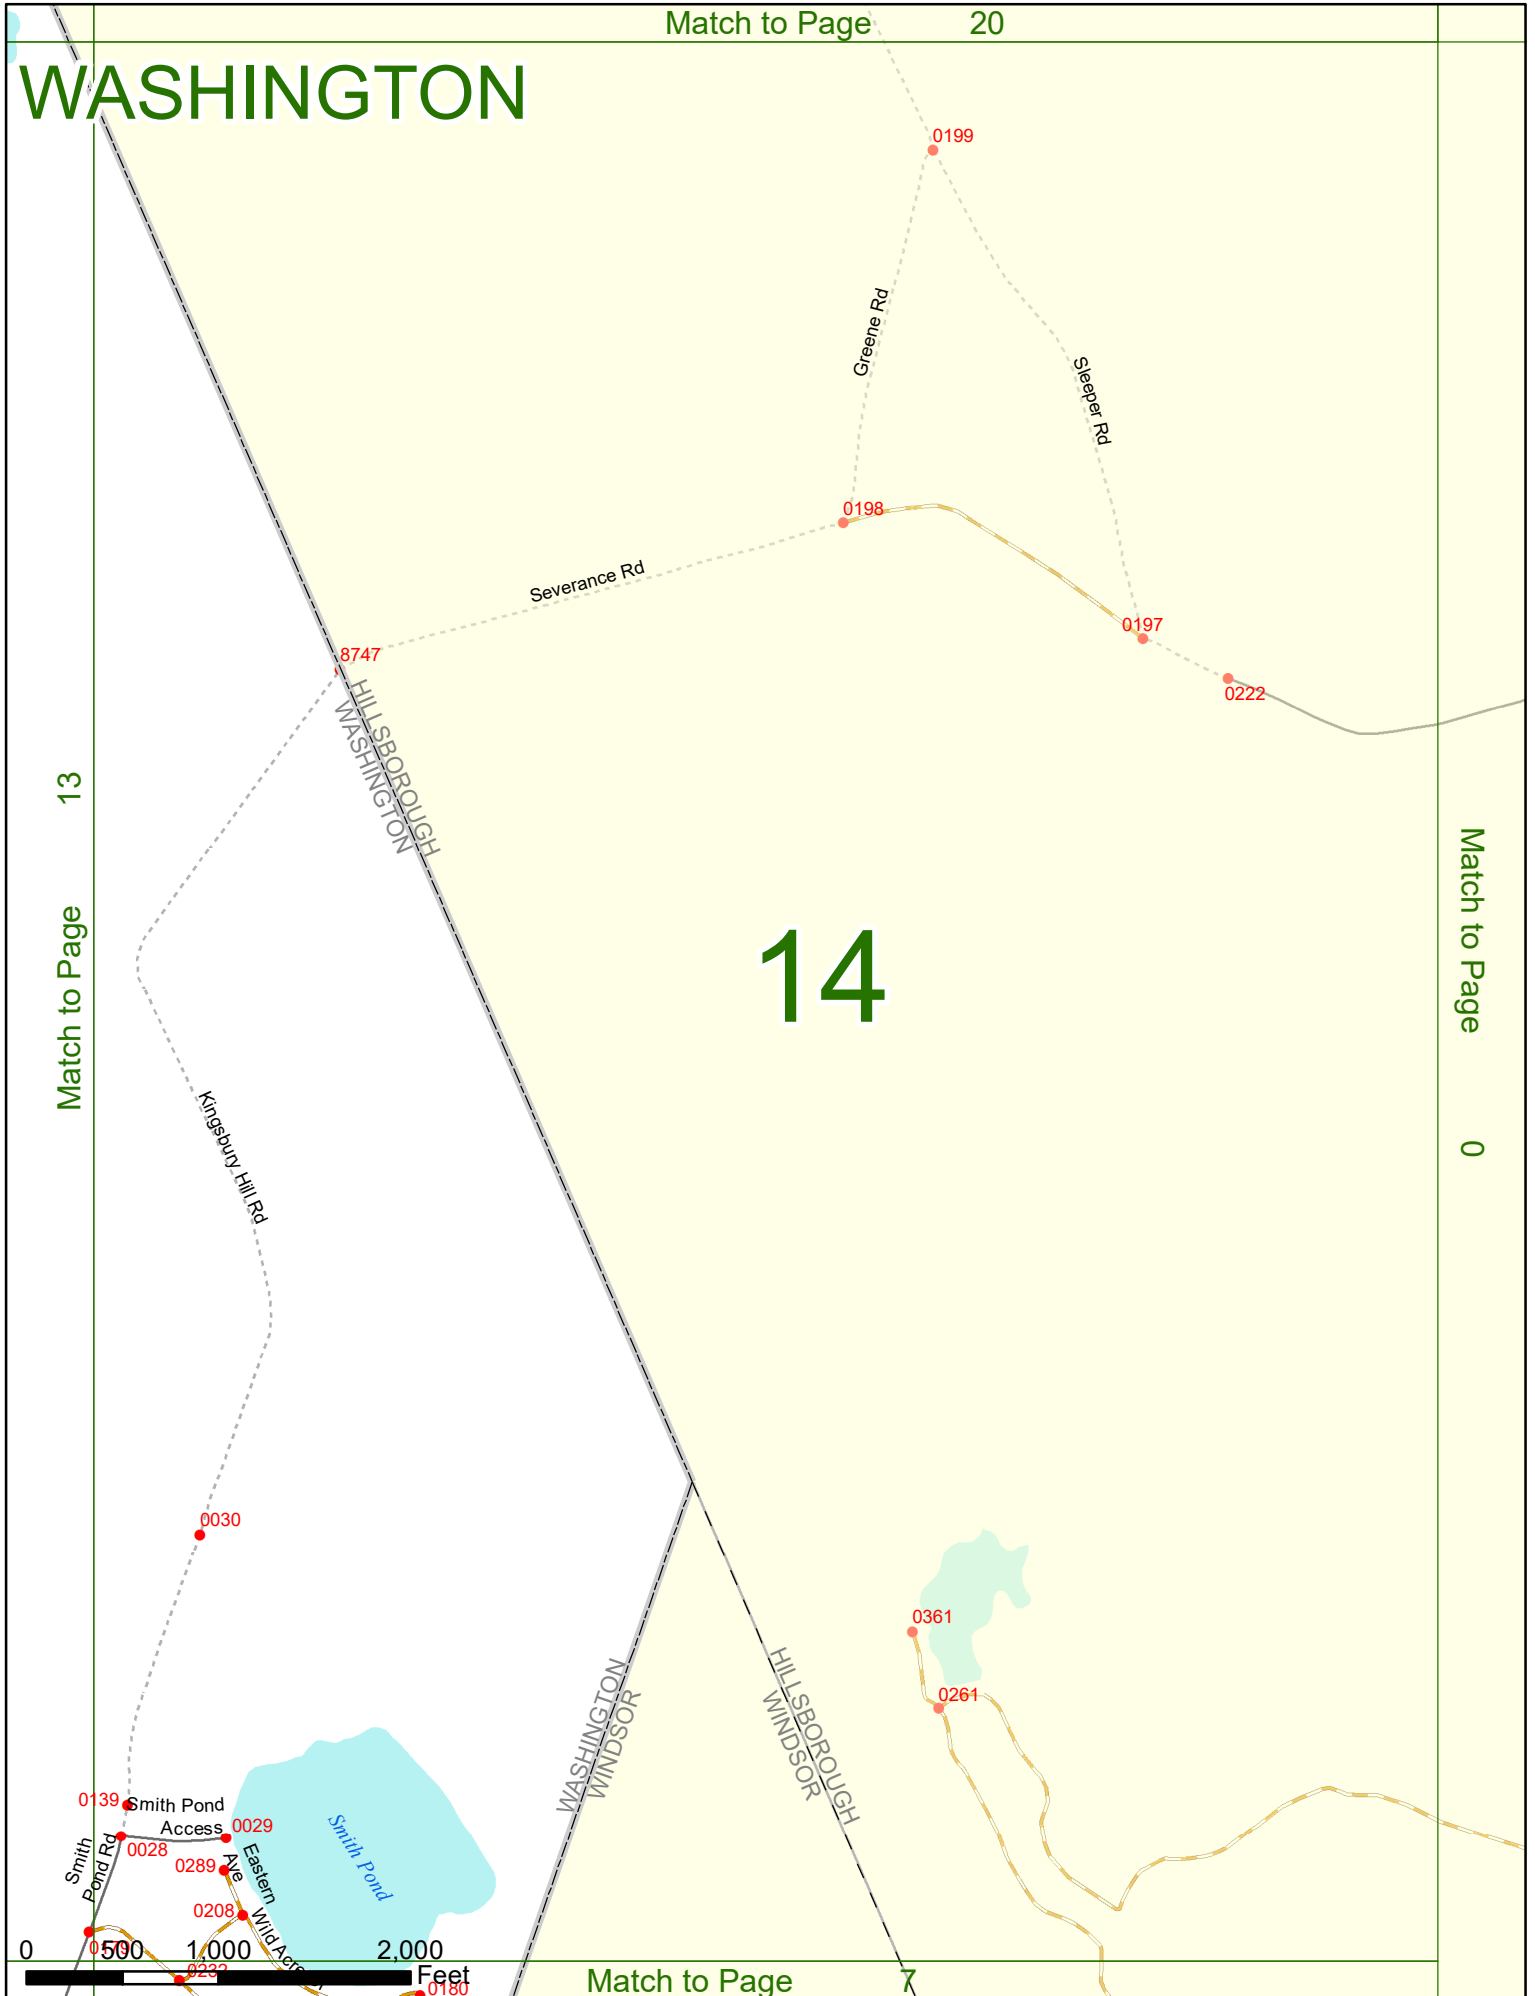 Match to Page 20
WASHINGTON
0199
Greene Rd
Sleeper Rd
0198
Severance Rd
0197
8747
0222
HILLSBOROUGH
WASHINGTON
Match to Page 13
Match to Page 0
14
Kingsbury Hill Rd
0030
0361
0261
WASHINGTON
WINDSOR
HILLSBOROUGH
WINDSOR
0139
Smith Pond
Access
0029
0028
Smith
Pond Rd
0289
Eastern
Ave
Smith Pond
0208
0179
0232
0180
0 500 1,000 2,000
Feet
Match to Page 7